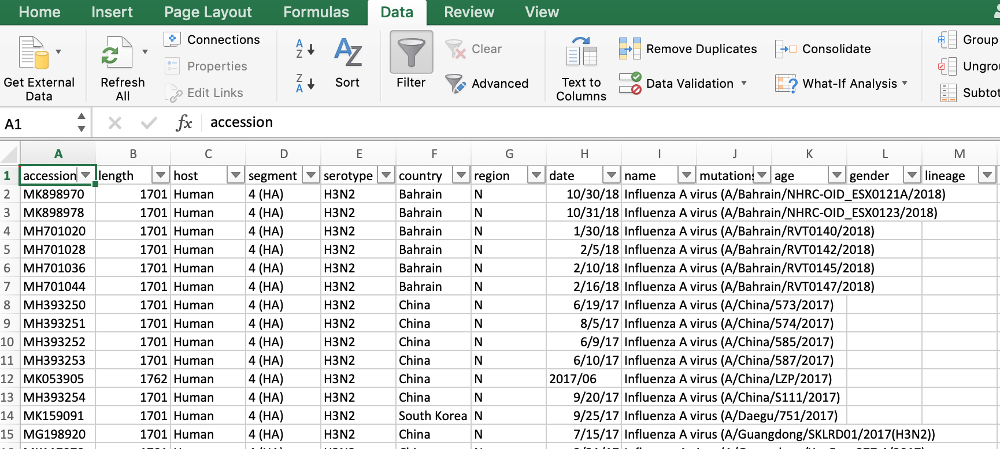 Home Insert Page Layout Formulas Data Review View
Get External Data
Refresh All
Connections
Properties
Edit Links
A Z
Z A
AZ
Sort
Filter
Clear
Advanced
Text to Columns
Remove Duplicates
Data Validation
Consolidate
What-If Analysis
Group
A1 fx accession
A B C D E F G H I J K L M
1 accession length host segment serotype country region date name mutations age gender lineage
2 MK898970 1701 Human 4 (HA) H3N2 Bahrain N 10/30/18 Influenza A virus (A/Bahrain/NHRC-OID_ESX0121A/2018)
3 MK898978 1701 Human 4 (HA) H3N2 Bahrain N 10/31/18 Influenza A virus (A/Bahrain/NHRC-OID_ESX0123/2018)
4 MH701020 1701 Human 4 (HA) H3N2 Bahrain N 1/30/18 Influenza A virus (A/Bahrain/RVT0140/2018)
5 MH701028 1701 Human 4 (HA) H3N2 Bahrain N 2/5/18 Influenza A virus (A/Bahrain/RVT0142/2018)
6 MH701036 1701 Human 4 (HA) H3N2 Bahrain N 2/10/18 Influenza A virus (A/Bahrain/RVT0145/2018)
7 MH701044 1701 Human 4 (HA) H3N2 Bahrain N 2/16/18 Influenza A virus (A/Bahrain/RVT0147/2018)
8 MH393250 1701 Human 4 (HA) H3N2 China N 6/19/17 Influenza A virus (A/China/573/2017)
9 MH393251 1701 Human 4 (HA) H3N2 China N 8/5/17 Influenza A virus (A/China/574/2017)
10 MH393252 1701 Human 4 (HA) H3N2 China N 6/9/17 Influenza A virus (A/China/585/2017)
11 MH393253 1701 Human 4 (HA) H3N2 China N 6/10/17 Influenza A virus (A/China/587/2017)
12 MK053905 1762 Human 4 (HA) H3N2 China N 2017/06 Influenza A virus (A/China/LZP/2017)
13 MH393254 1701 Human 4 (HA) H3N2 China N 9/20/17 Influenza A virus (A/China/S111/2017)
14 MK159091 1701 Human 4 (HA) H3N2 South Korea N 9/25/17 Influenza A virus (A/Daegu/751/2017)
15 MG198920 1701 Human 4 (HA) H3N2 China N 7/15/17 Influenza A virus (A/Guangdong/SKLRD01/2017(H3N2))